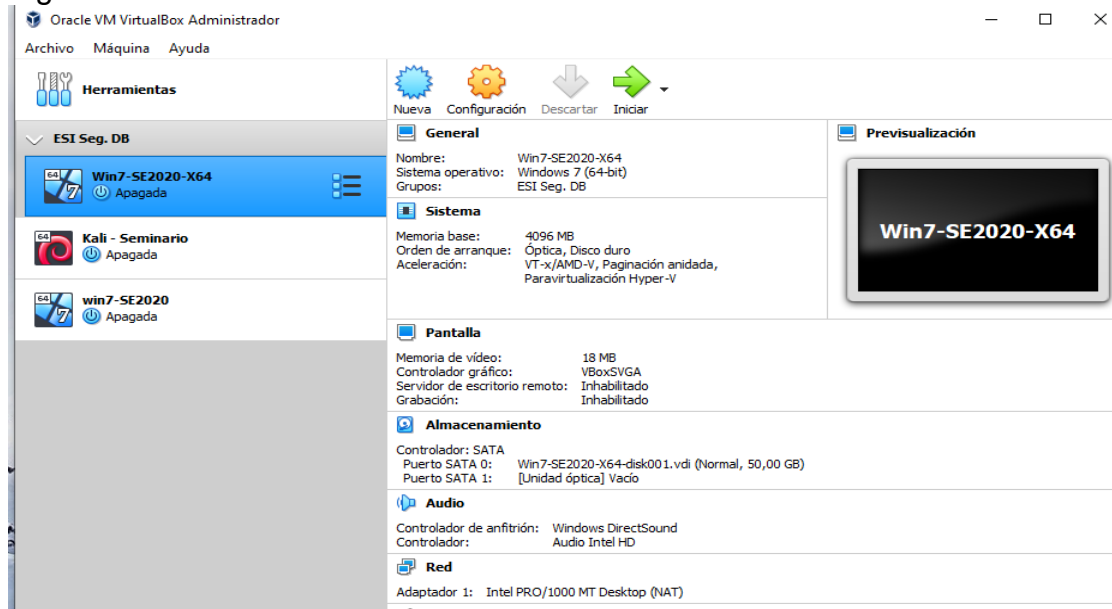 Oracle VM VirtualBox Administrador
Archivo Máquina Ayuda
Herramientas
Nueva Configuración Descartar Iniciar
ESI Seg. DB
64 7 Win7-SE2020-X64
Apagada
64 Kali - Seminario
Apagada
64 7 win7-SE2020
Apagada
General
Nombre: Win7-SE2020-X64
Sistema operativo: Windows 7 (64-bit)
Grupos: ESI Seg. DB
Previsualización
Win7-SE2020-X64
Sistema
Memoria base: 4096 MB
Orden de arranque: Óptica, Disco duro
Aceleración: VT-x/AMD-V, Paginación anidada,
Paravirtualización Hyper-V
Pantalla
Memoria de vídeo: 18 MB
Controlador gráfico: VBoxSVGA
Servidor de escritorio remoto: Inhabilitado
Grabación: Inhabilitado
Almacenamiento
Controlador: SATA
Puerto SATA 0: Win7-SE2020-X64-disk001.vdi (Normal, 50,00 GB)
Puerto SATA 1: [Unidad óptica] Vacío
Audio
Controlador de anfitrión: Windows DirectSound
Controlador: Audio Intel HD
Red
Adaptador 1: Intel PRO/1000 MT Desktop (NAT)